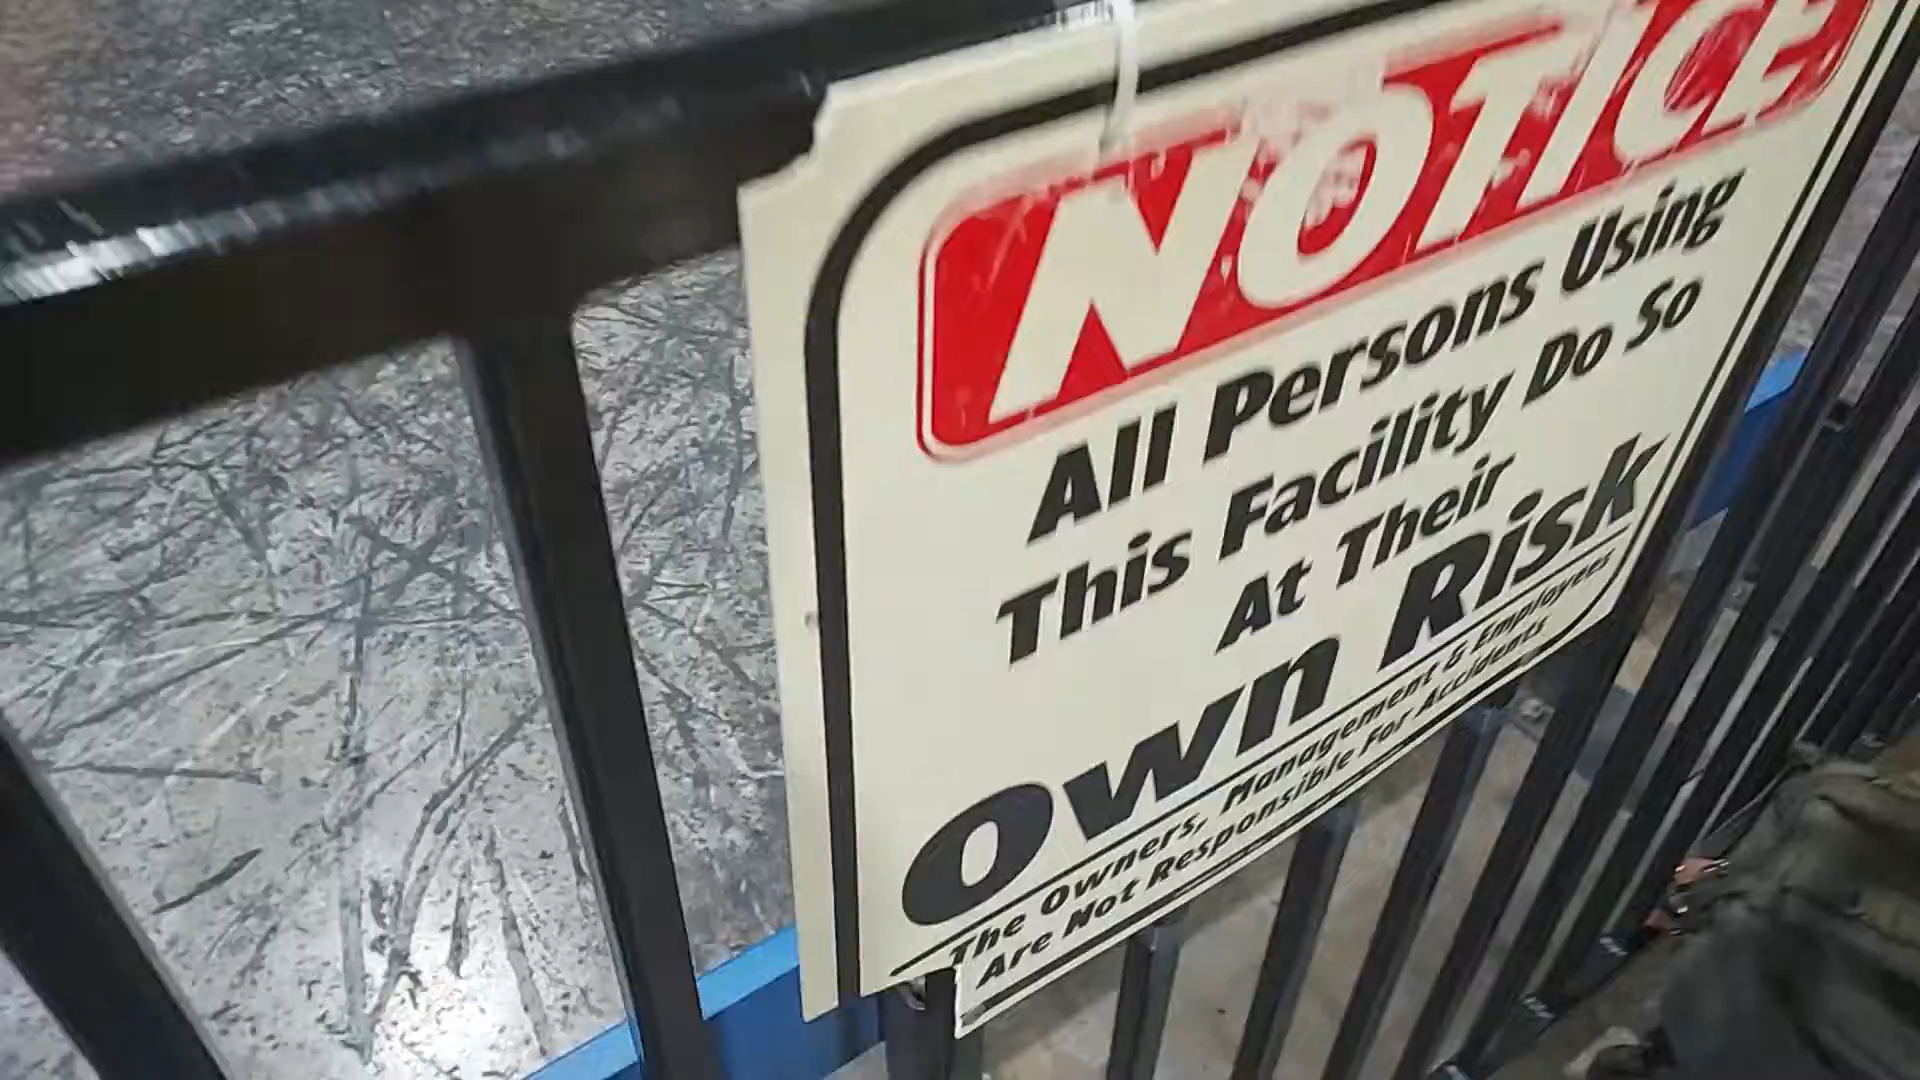 NOTICE
All Persons Using
This Facility Do So
At Their
Own Risk
The Owners, Management & Employees
Are Not Responsible For Accidents